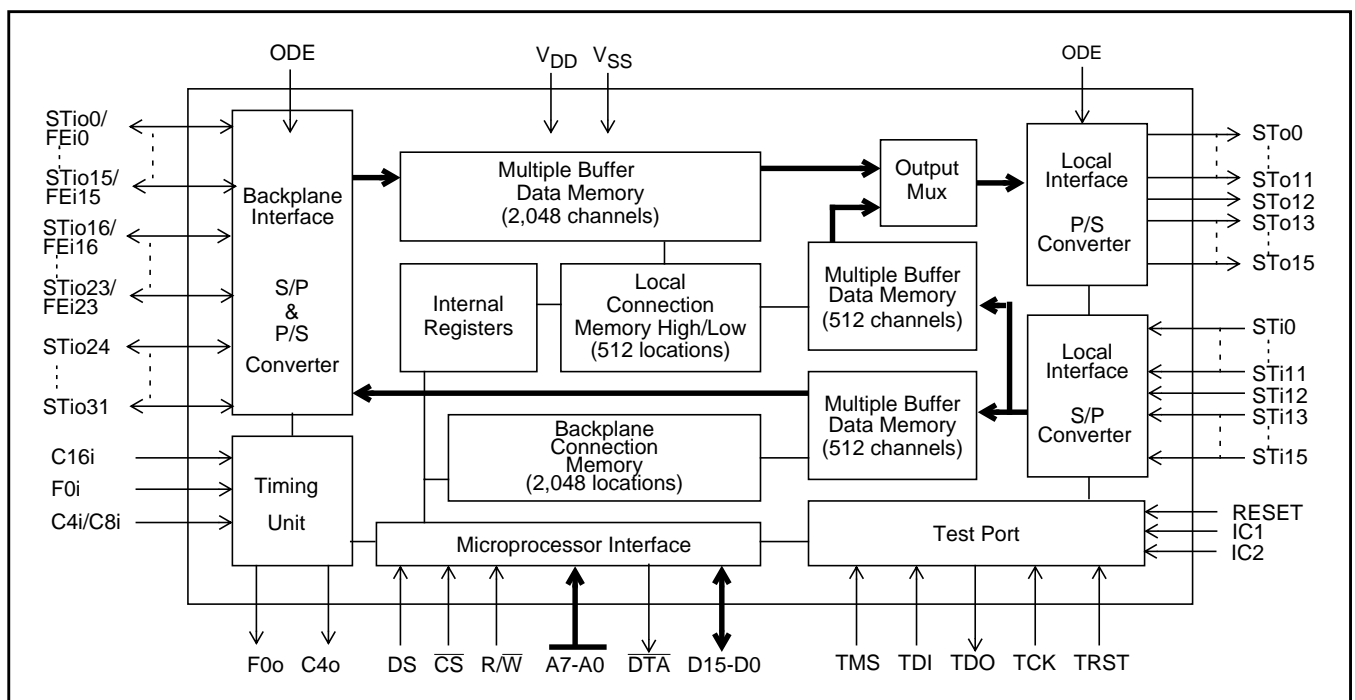 ODE
VDD
VSS
ODE
STio0/
FEi0
STio15/
FEi15
STio16/
FEi16
STio23/
FEi23
STio24
STio31
C16i
F0i
C4i/C8i
Backplane
Interface
S/P
&
P/S
Converter
Timing
Unit
Multiple Buffer
Data Memory
(2,048 channels)
Internal
Registers
Local
Connection
Memory High/Low
(512 locations)
Output
Mux
Multiple Buffer
Data Memory
(512 channels)
Multiple Buffer
Data Memory
(512 channels)
Backplane
Connection
Memory
(2,048 locations)
Microprocessor Interface
Local
Interface
P/S
Converter
Local
Interface
S/P
Converter
Test Port
STo0
STo11
STo12
STo13
STo15
STi0
STi11
STi12
STi13
STi15
RESET
IC1
IC2
F0o
C4o
DS
C̅S̅
R/W̅
A7-A0
D̅T̅A̅
D15-D0
TMS
TDI
TDO
TCK
TRST